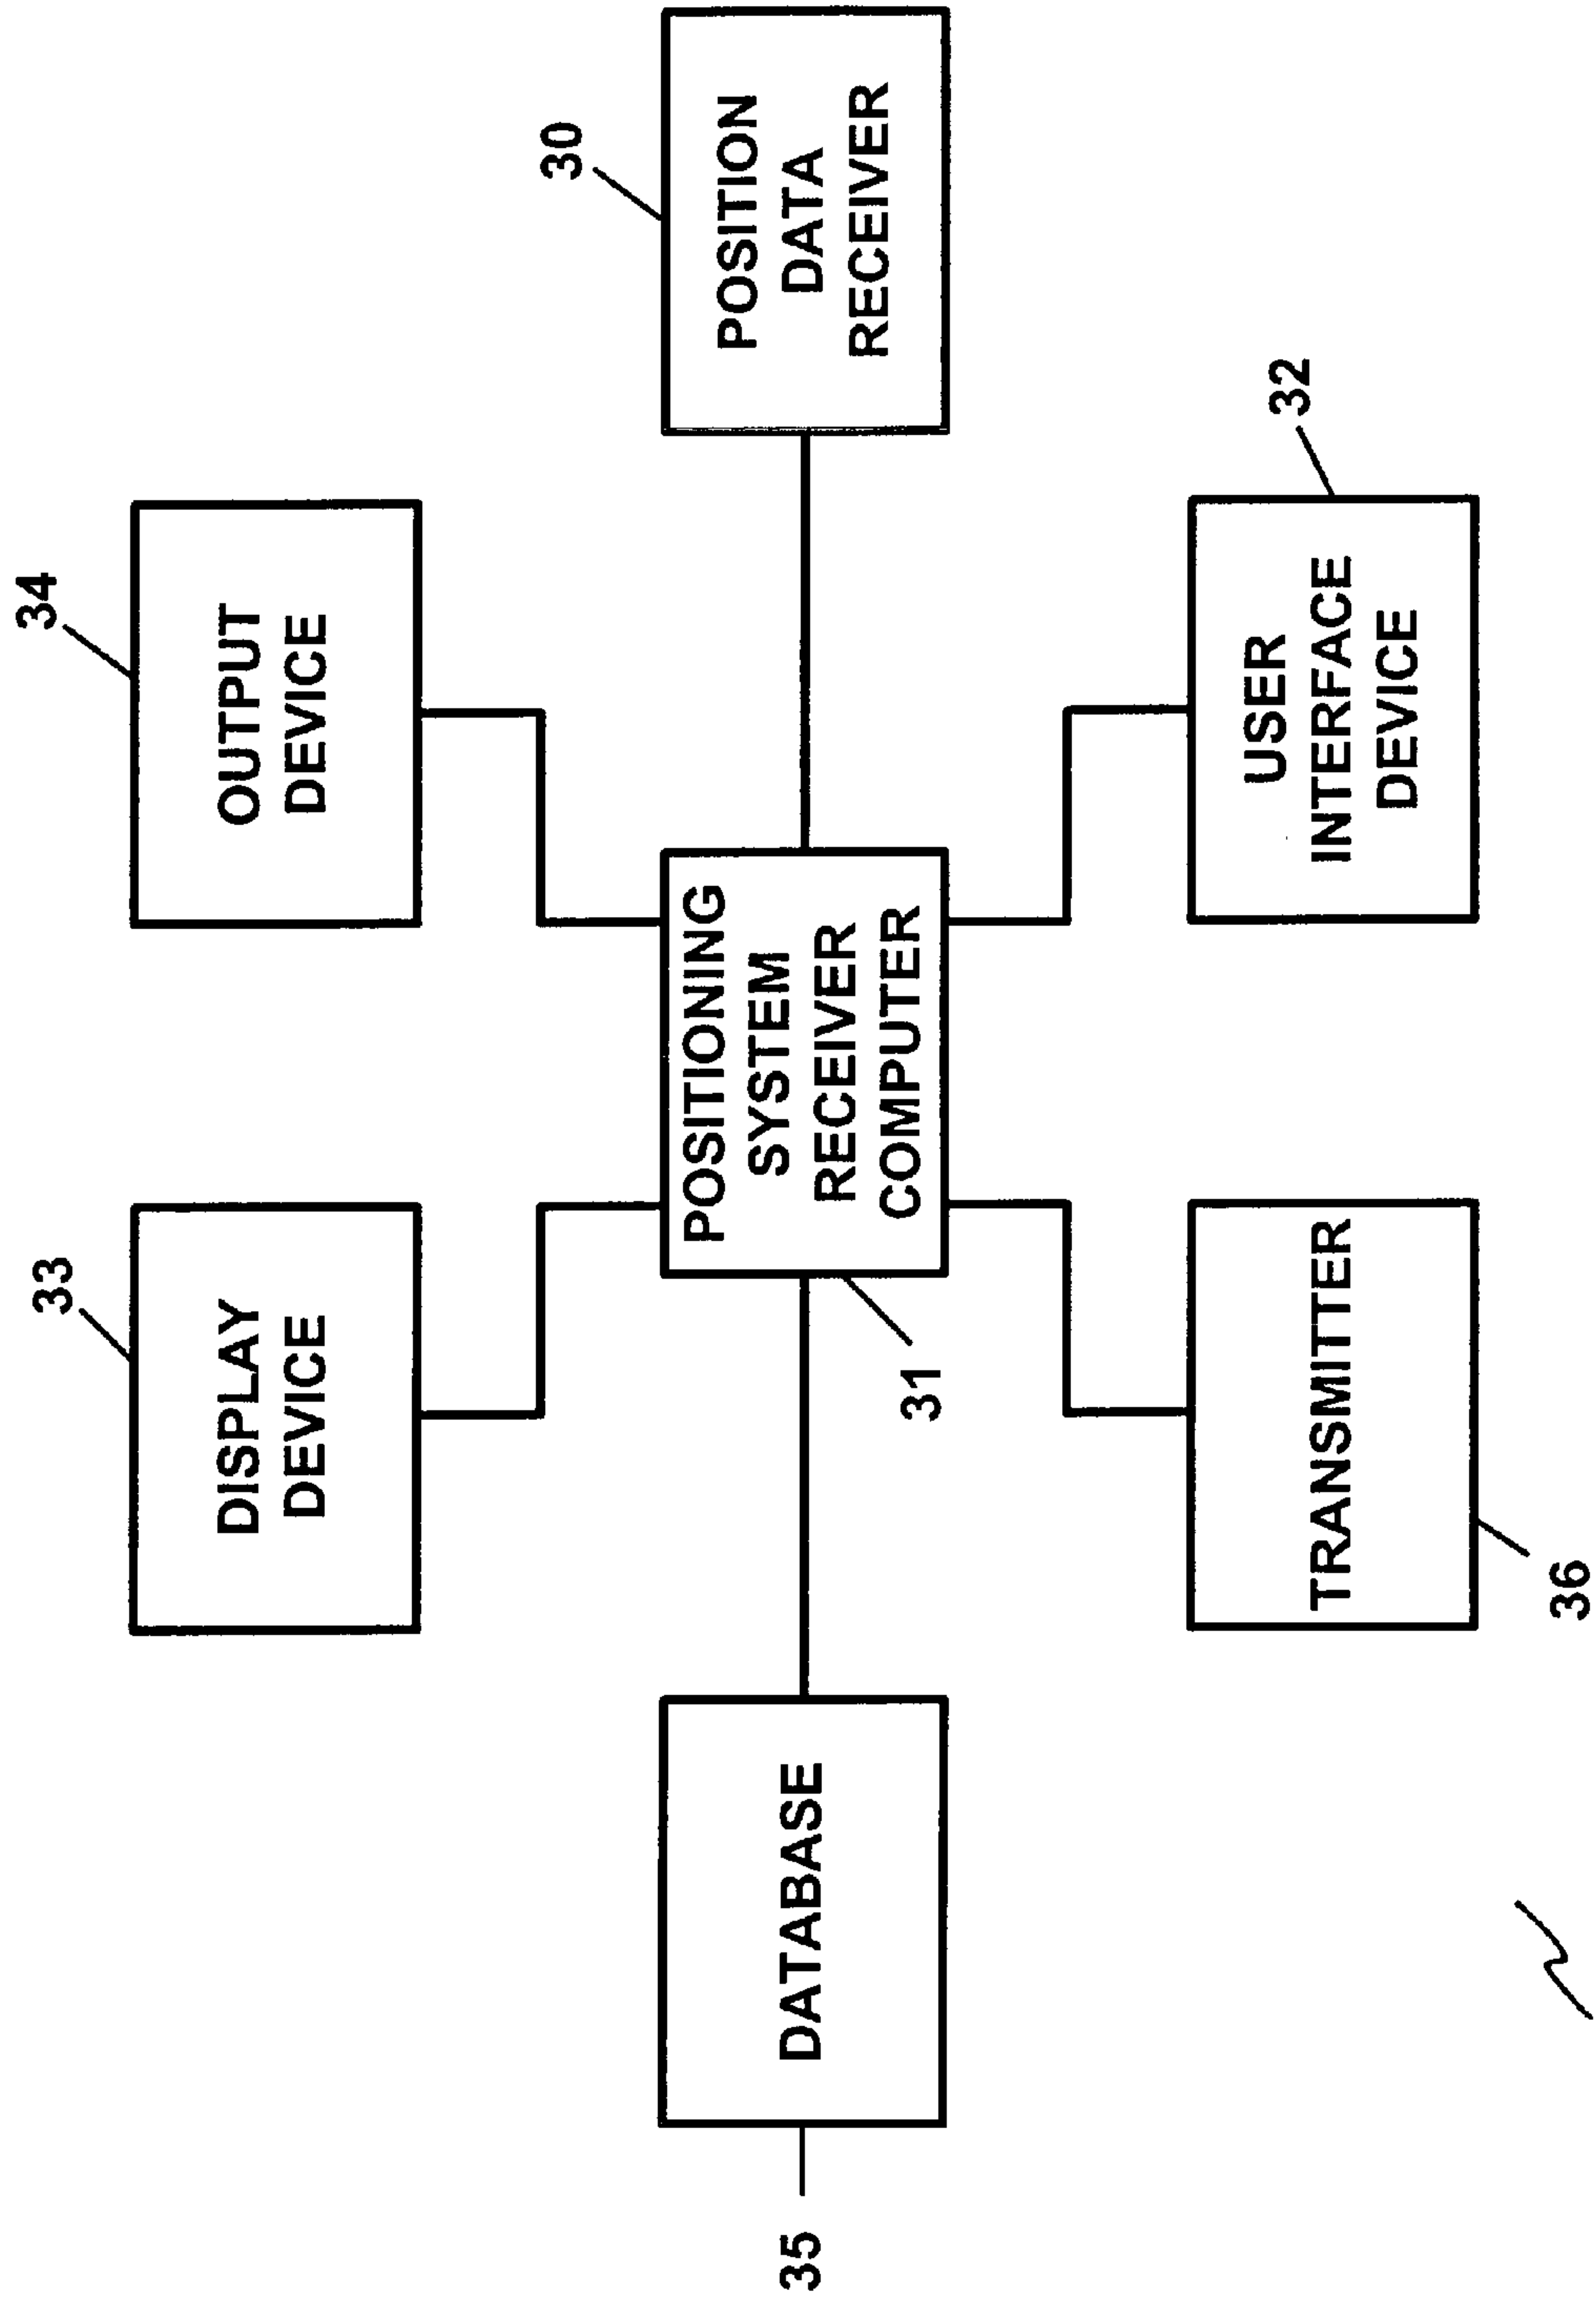 33
DISPLAY
DEVICE
34
OUTPUT
DEVICE
35
DATABASE
POSITIONING
SYSTEM
RECEIVER
COMPUTER
31
30
POSITION
DATA
RECEIVER
TRANSMITTER
36
USER
INTERFACE
DEVICE
32